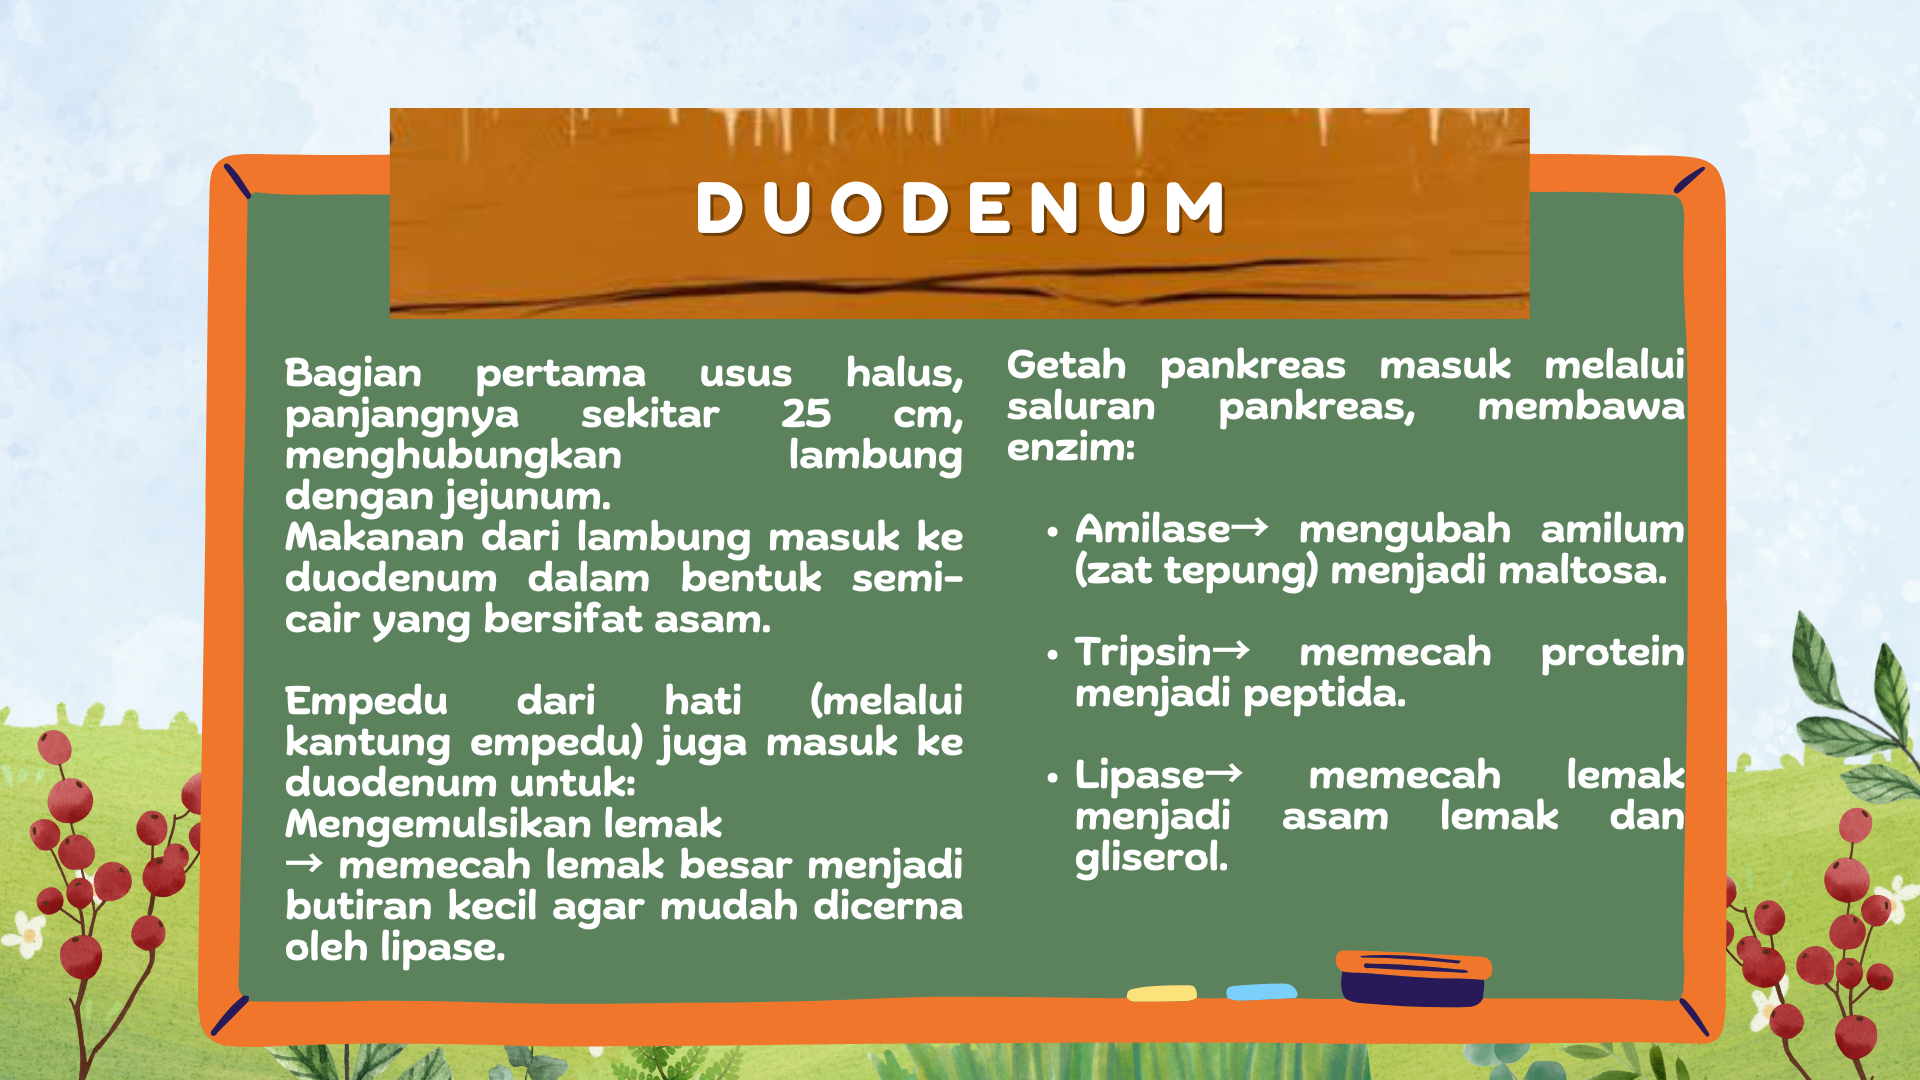 DUODENUM
Bagian pertama usus halus,
panjangnya sekitar 25 cm,
menghubungkan lambung
dengan jejunum.
Makanan dari lambung masuk ke
duodenum dalam bentuk semi-
cair yang bersifat asam.
Empedu dari hati (melalui
kantung empedu) juga masuk ke
duodenum untuk:
Mengemulsikan lemak
→ memecah lemak besar menjadi
butiran kecil agar mudah dicerna
oleh lipase.
Getah pankreas masuk melalui
saluran pankreas, membawa
enzim:
• Amilase→ mengubah amilum
(zat tepung) menjadi maltosa.
• Tripsin→ memecah protein
menjadi peptida.
• Lipase→ memecah lemak
menjadi asam lemak dan
gliserol.